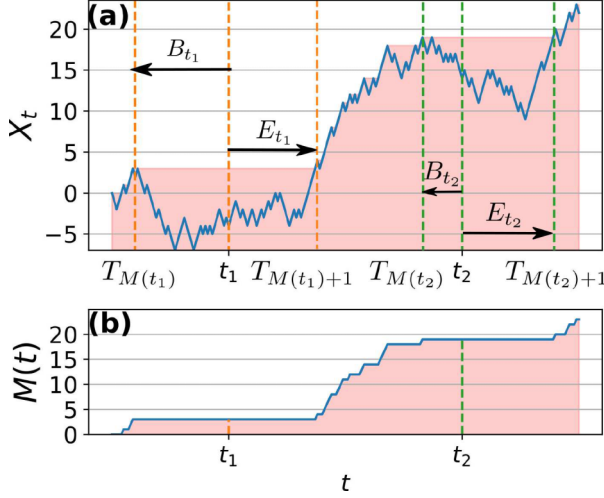 (a)
X_t
20
15
10
5
0
−5
B_{t_1}
E_{t_1}
B_{t_2}
E_{t_2}
T_{M(t_1)} t_1 T_{M(t_1)+1} T_{M(t_2)} t_2 T_{M(t_2)+1}
(b)
M(t)
20
15
10
5
0
t_1 t_2
t